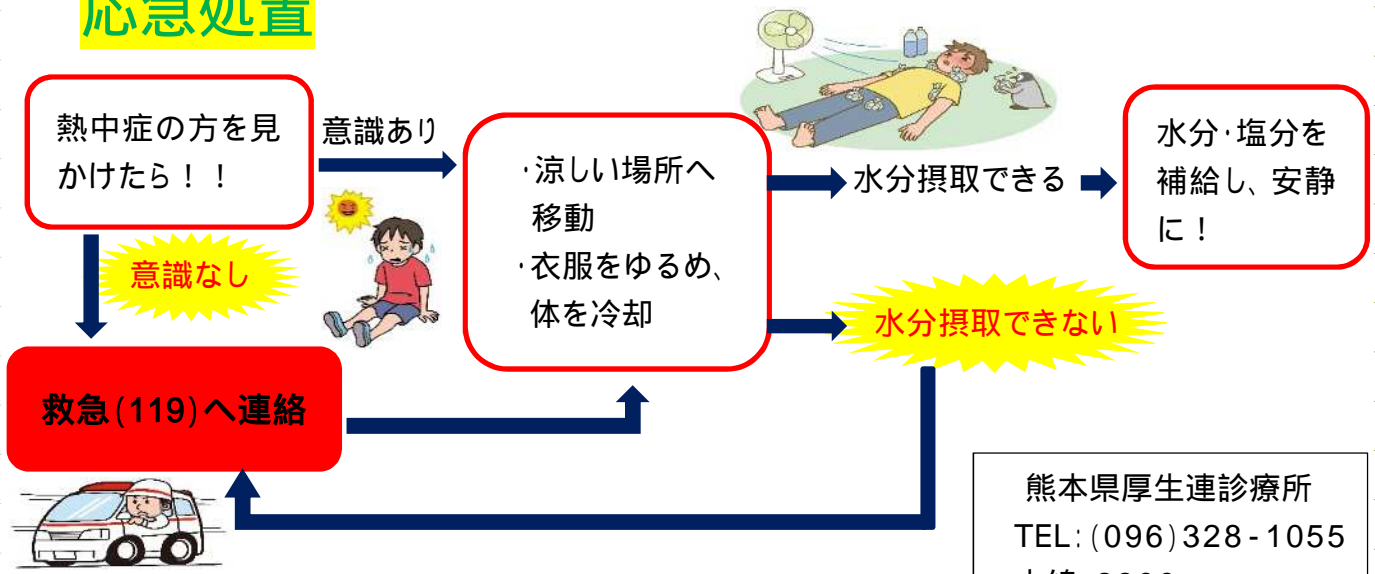 応急処置
熱中症の方を見
かけたら！！
意識あり
意識なし
・涼しい場所へ
移動
・衣服をゆるめ、
体を冷却
水分摂取できる
水分・塩分を
補給し、安静
に！
水分摂取できない
救急(119)へ連絡
熊本県厚生連診療所
TEL:(096)328-1055